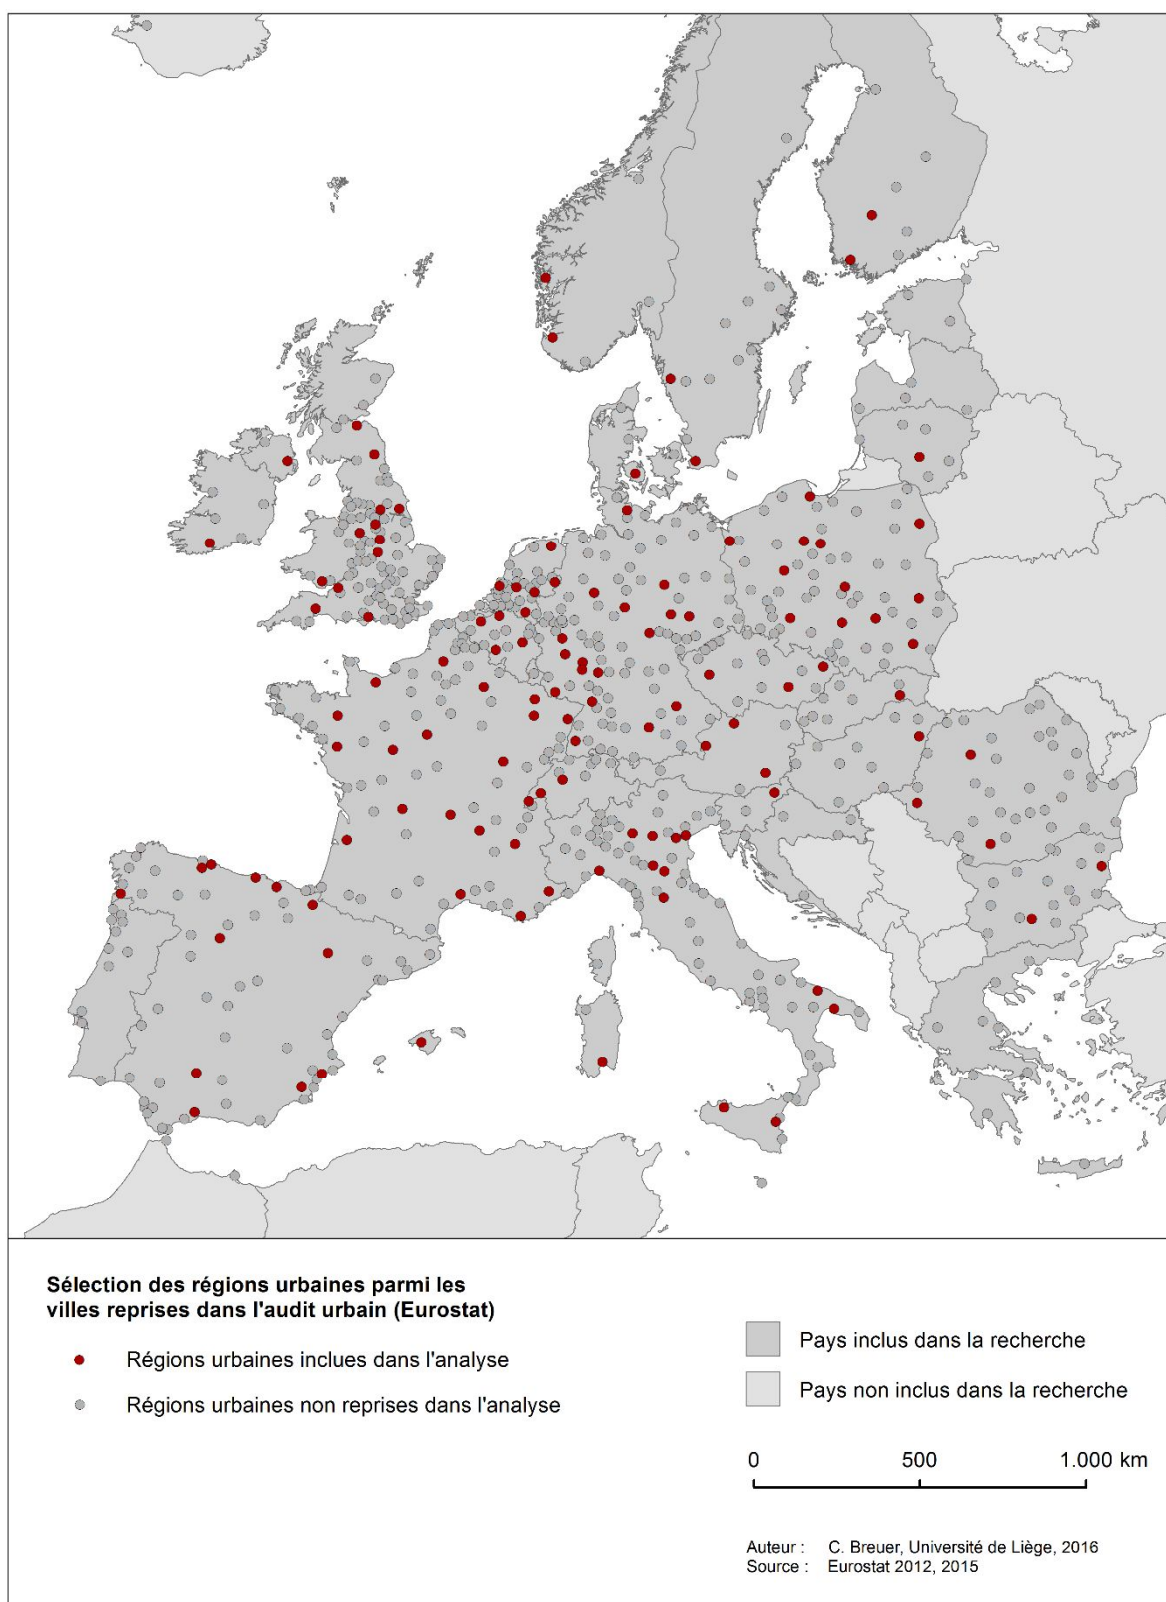 Sélection des régions urbaines parmi les
villes reprises dans l'audit urbain (Eurostat)
Régions urbaines inclues dans l'analyse
Régions urbaines non reprises dans l'analyse
Pays inclus dans la recherche
Pays non inclus dans la recherche
0 500 1.000 km
Auteur : C. Breuer, Université de Liège, 2016
Source : Eurostat 2012, 2015